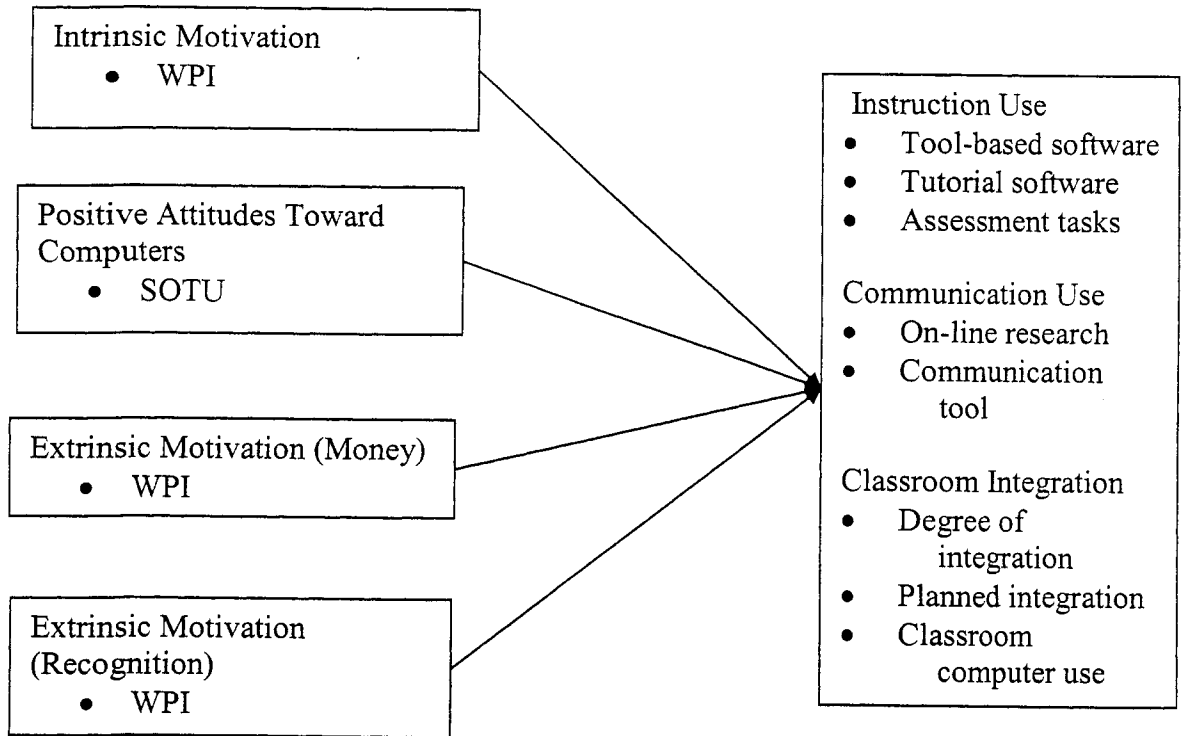 Intrinsic Motivation
• WPI
Positive Attitudes Toward
Computers
• SOTU
Extrinsic Motivation (Money)
• WPI
Extrinsic Motivation
(Recognition)
• WPI
Instruction Use
• Tool-based software
• Tutorial software
• Assessment tasks
Communication Use
• On-line research
• Communication
tool
Classroom Integration
• Degree of
integration
• Planned integration
• Classroom
computer use